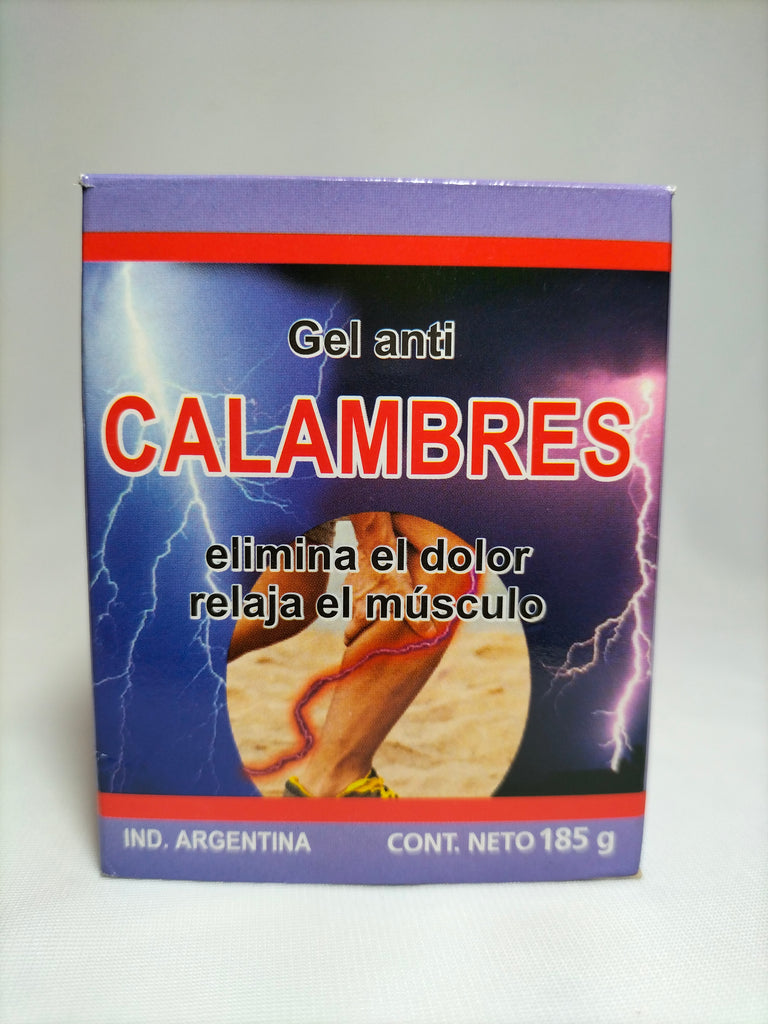 Gel anti
CALAMBRES
elimina el dolor
relaja el músculo
IND. ARGENTINA
CONT. NETO 185 g